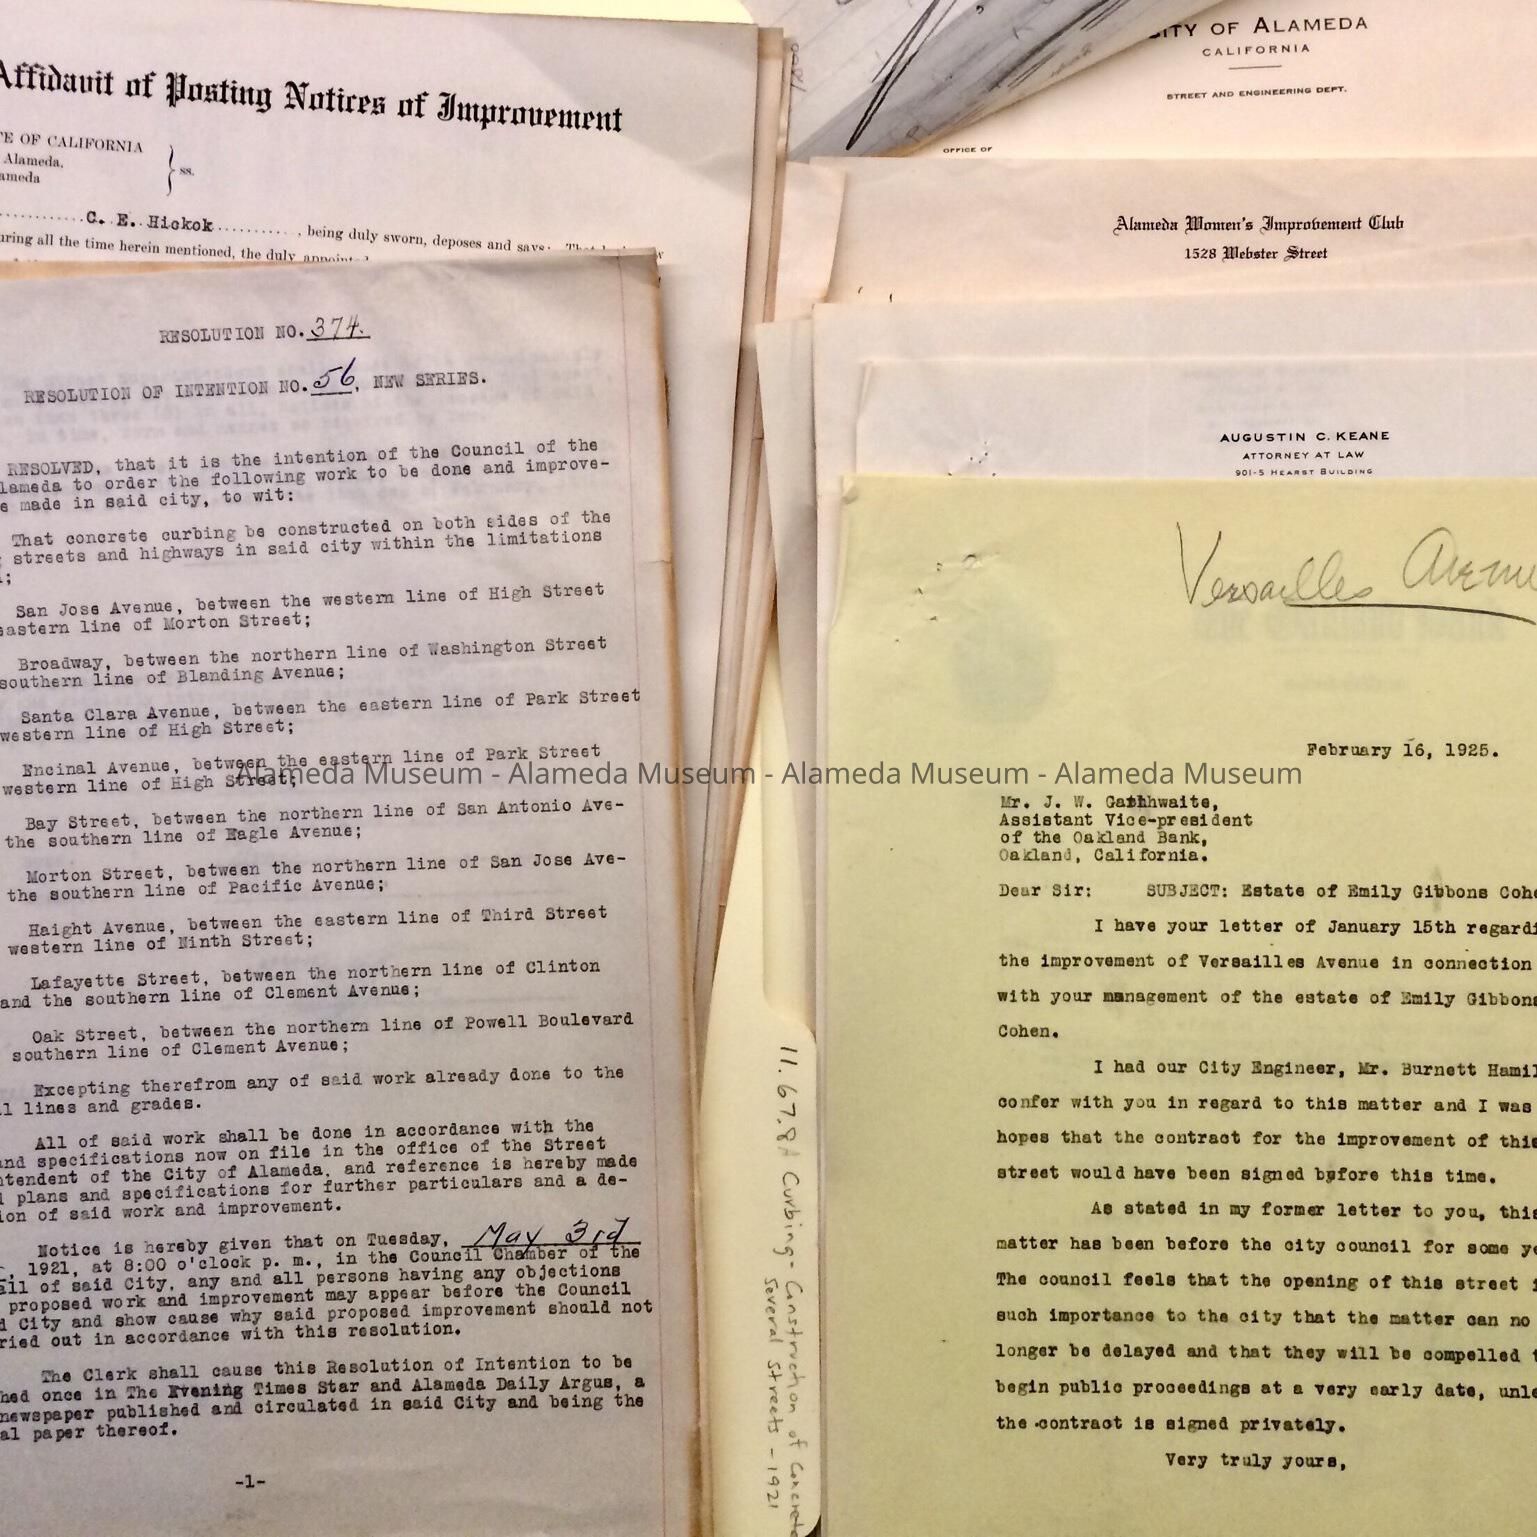 Affidavit of Posting Notices of Improvement
TE OF CALIFORNIA
Alameda,
ameda
} ss.
C. E. Hickok, being duly sworn, deposes and says:
uring all the time herein mentioned, the duly appointed
RESOLUTION NO. 374.
RESOLUTION OF INTENTION NO. 56, NEW SERIES.
RESOLVED, that it is the intention of the Council of the
lameda to order the following work to be done and improve-
e made in said city, to wit:
That concrete curbing be constructed on both sides of the
streets and highways in said city within the limitations
;
San Jose Avenue, between the western line of High Street
eastern line of Morton Street;
Broadway, between the northern line of Washington Street
southern line of Blanding Avenue;
Santa Clara Avenue, between the eastern line of Park Street
western line of High Street;
Encinal Avenue, between the eastern line of Park Street
western line of High Street;
Bay Street, between the northern line of San Antonio Ave-
the southern line of Eagle Avenue;
Morton Street, between the northern line of San Jose Ave-
the southern line of Pacific Avenue;
Haight Avenue, between the eastern line of Third Street
western line of Ninth Street;
Lafayette Street, between the northern line of Clinton
and the southern line of Clement Avenue;
Oak Street, between the northern line of Powell Boulevard
southern line of Clement Avenue;
Excepting therefrom any of said work already done to the
l lines and grades.
All of said work shall be done in accordance with the
and specifications now on file in the office of the Street
ntendent of the City of Alameda, and reference is hereby made
plans and specifications for further particulars and a de-
ion of said work and improvement.
Notice is hereby given that on Tuesday, May 3rd
, 1921, at 8:00 o'clock p. m., in the Council Chamber of the
all of said City, any and all persons having any objections
proposed work and improvement may appear before the Council
d City and show cause why said proposed improvement should not
ried out in accordance with this resolution.
The Clerk shall cause this Resolution of Intention to be
hed once in The Evening Times Star and Alameda Daily Argus, a
newspaper published and circulated in said City and being the
al paper thereof.
-1-
CITY OF ALAMEDA
CALIFORNIA
STREET AND ENGINEERING DEPT.
OFFICE OF
Alameda Women's Improvement Club
1528 Webster Street
AUGUSTIN C. KEANE
ATTORNEY AT LAW
901-5 HEARST BUILDING
Versailles Avenu
February 16, 1925.
Mr. J. W. Garthwaite,
Assistant Vice-president
of the Oakland Bank,
Oakland, California.
Dear Sir: SUBJECT: Estate of Emily Gibbons Cohe
I have your letter of January 15th regardi
the improvement of Versailles Avenue in connection
with your management of the estate of Emily Gibbons
Cohen.
I had our City Engineer, Mr. Burnett Hamil
confer with you in regard to this matter and I was
hopes that the contract for the improvement of this
street would have been signed before this time.
As stated in my former letter to you, this
matter has been before the city council for some ye
The council feels that the opening of this street i
such importance to the city that the matter can no
longer be delayed and that they will be compelled t
begin public proceedings at a very early date, unle
the contract is signed privately.
Very truly yours,
11.67.8A Curbing - Construction of Concrete
Several Streets - 1921
Alameda Museum - Alameda Museum - Alameda Museum - Alameda Museum